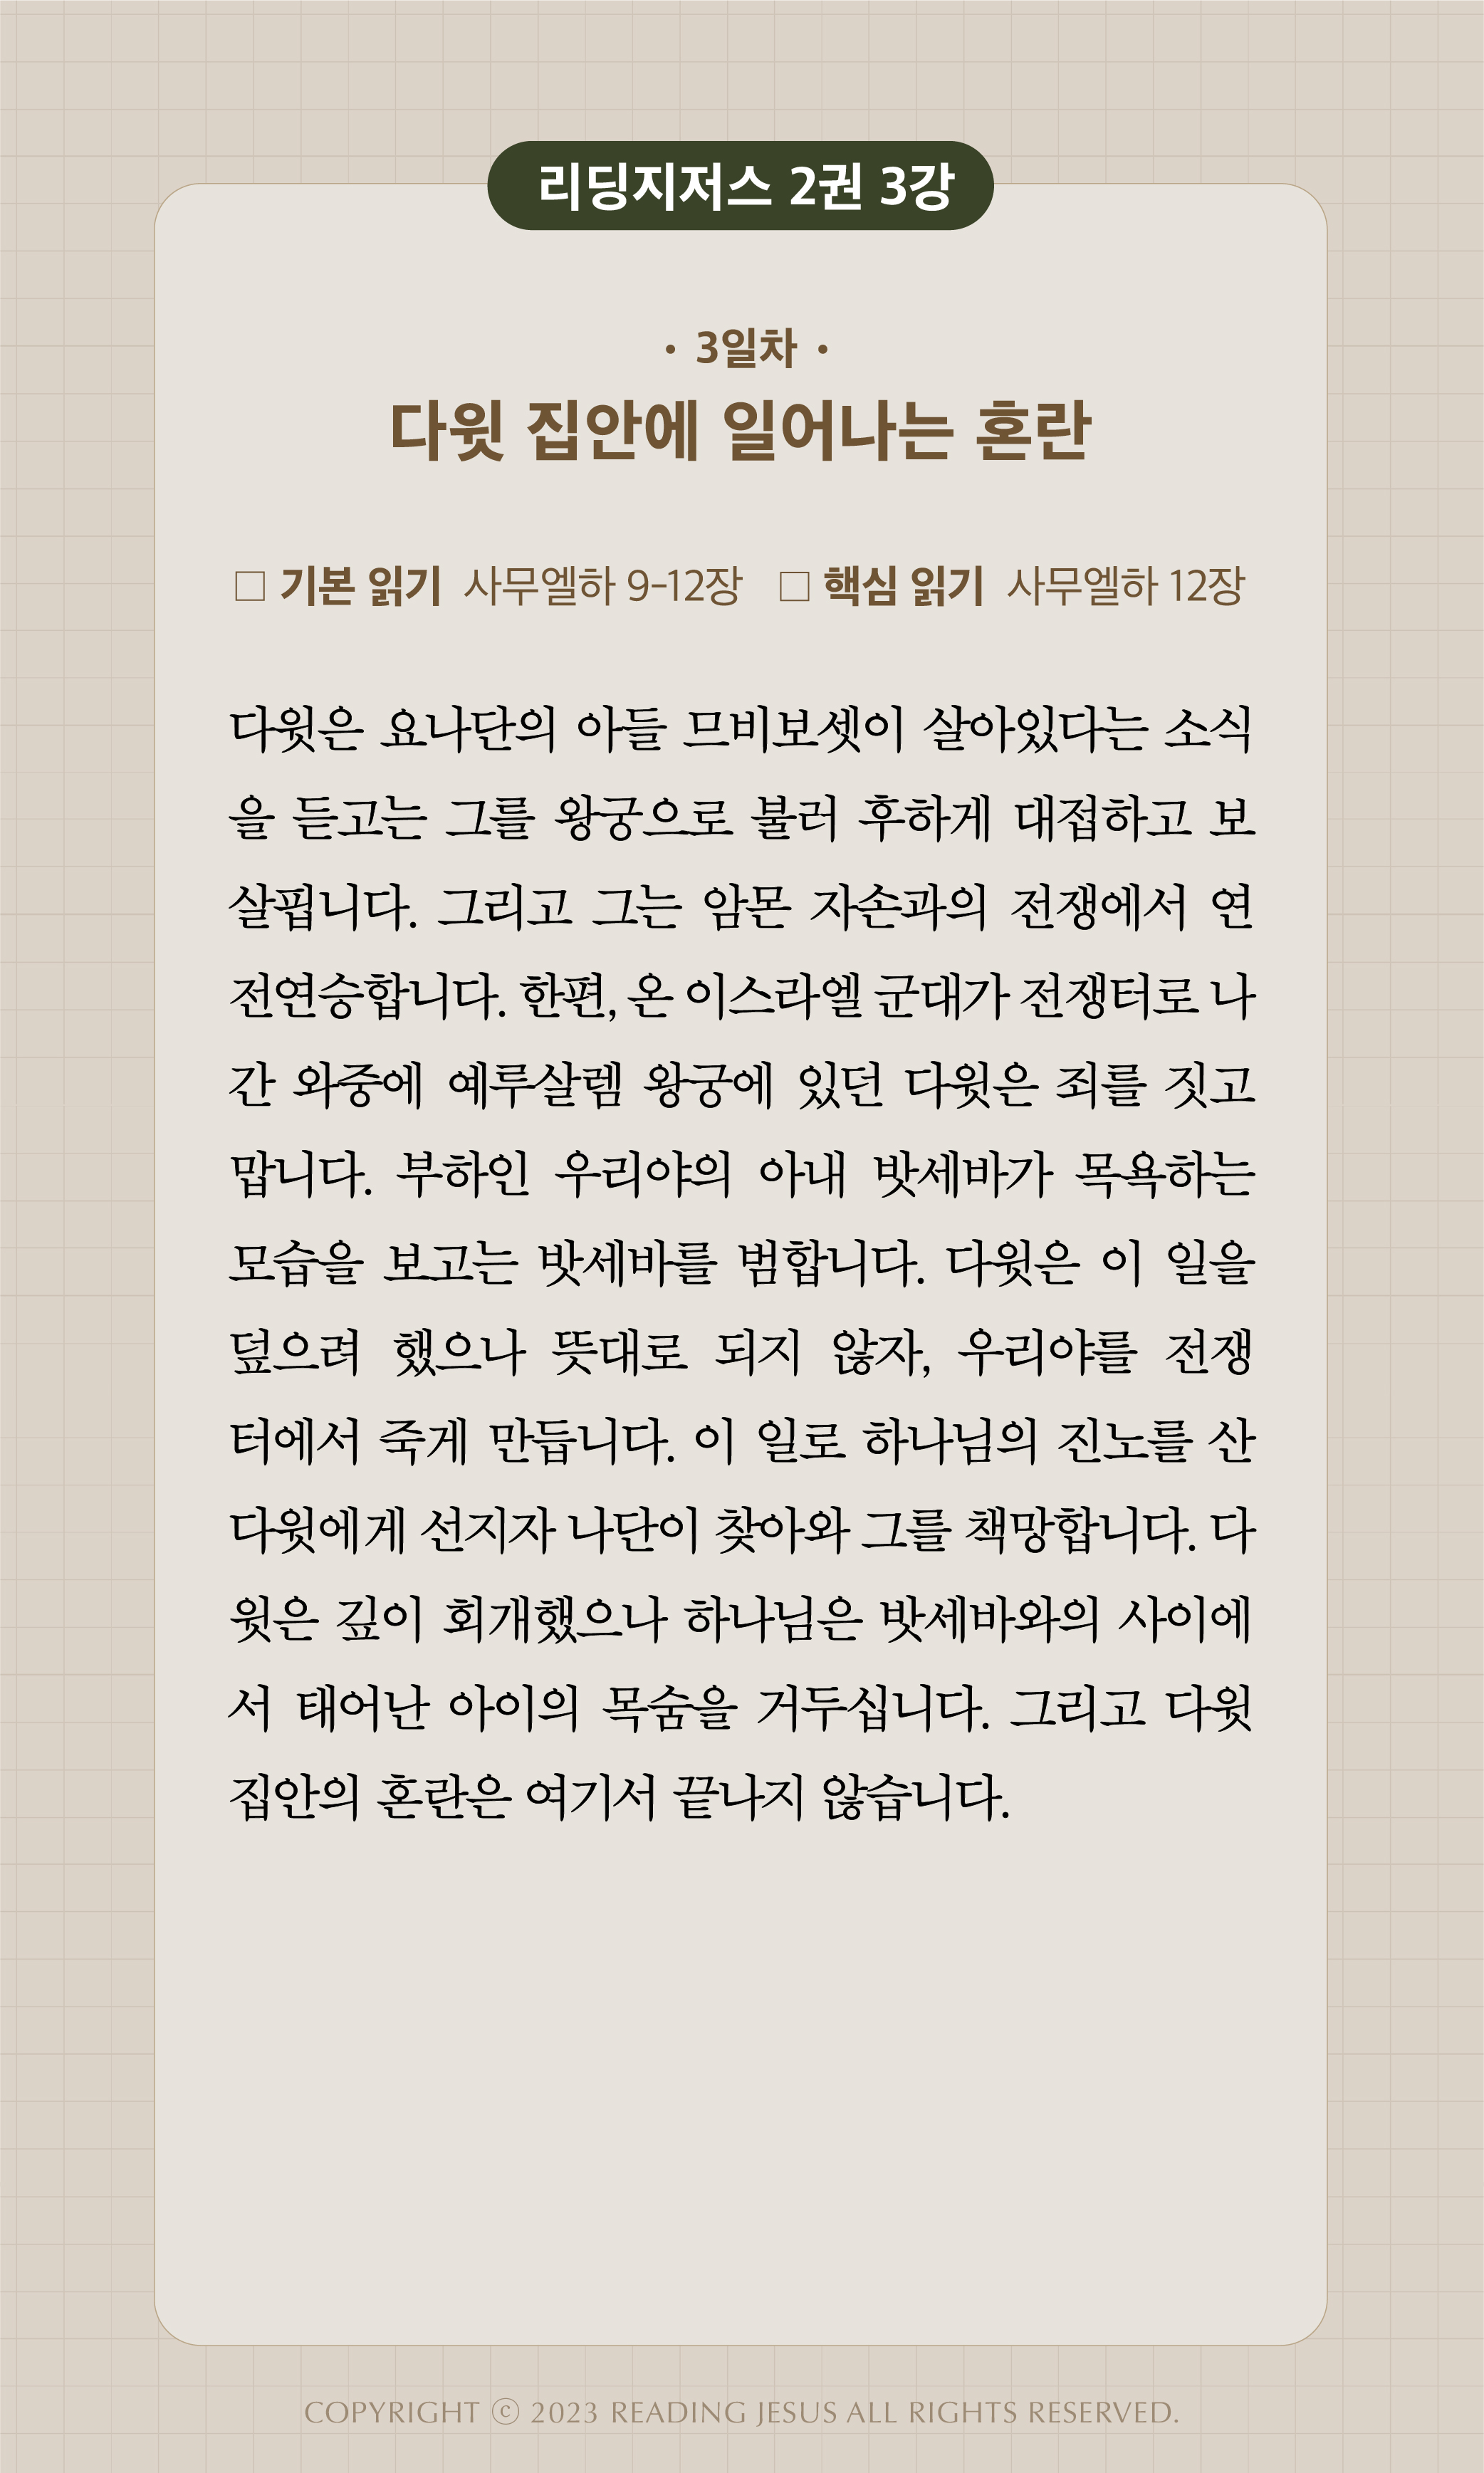 리딩지저스 2권 3강
· 3일차 ·
다윗 집안에 일어나는 혼란
□ 기본 읽기 사무엘하 9-12장 □ 핵심 읽기 사무엘하 12장
다윗은 요나단의 아들 므비보셋이 살아있다는 소식
을 듣고는 그를 왕궁으로 불러 후하게 대접하고 보
살핍니다. 그리고 그는 암몬 자손과의 전쟁에서 연
전연승합니다. 한편, 온 이스라엘 군대가 전쟁터로 나
간 와중에 예루살렘 왕궁에 있던 다윗은 죄를 짓고
맙니다. 부하인 우리야의 아내 밧세바가 목욕하는
모습을 보고는 밧세바를 범합니다. 다윗은 이 일을
덮으려 했으나 뜻대로 되지 않자, 우리야를 전쟁
터에서 죽게 만듭니다. 이 일로 하나님의 진노를 산
다윗에게 선지자 나단이 찾아와 그를 책망합니다. 다
윗은 깊이 회개했으나 하나님은 밧세바와의 사이에
서 태어난 아이의 목숨을 거두십니다. 그리고 다윗
집안의 혼란은 여기서 끝나지 않습니다.
COPYRIGHT ⓒ 2023 READING JESUS ALL RIGHTS RESERVED.